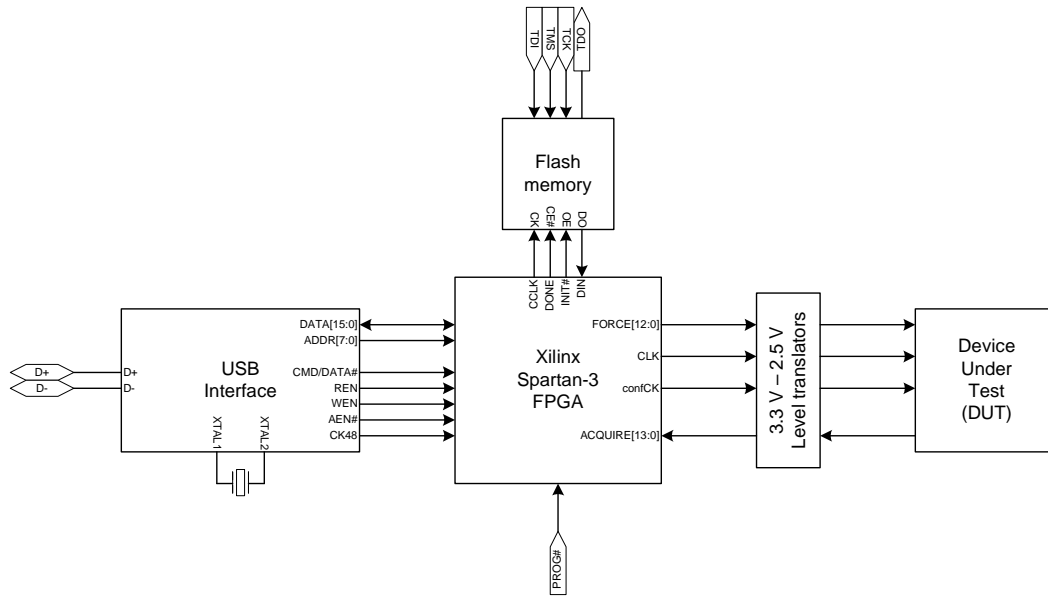 TDI
TMS
TCK
TDO
Flash
memory
CK
CE#
OE
DO
CCLK
DONE
INIT#
DIN
D+
D-
D+
D-
USB
Interface
XTAL1
XTAL2
DATA[15:0]
ADDR[7:0]
CMD/DATA#
REN
WEN
AEN#
CK48
Xilinx
Spartan-3
FPGA
FORCE[12:0]
CLK
confCK
ACQUIRE[13:0]
3.3 V – 2.5 V
Level translators
Device
Under
Test
(DUT)
PROG#